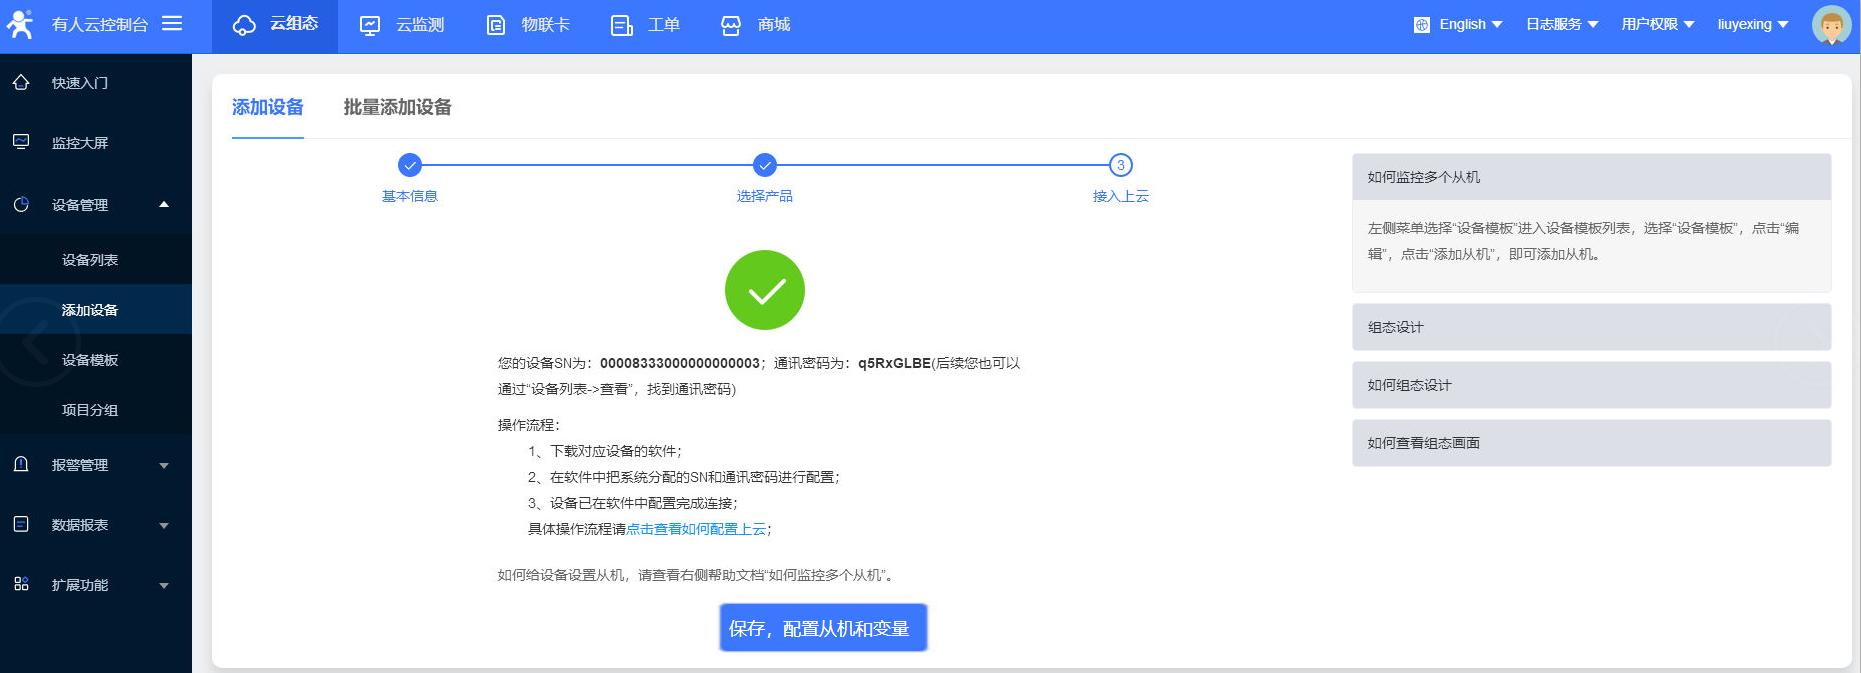 有人云控制台
云组态
云监测
物联卡
工单
商城
English
日志服务
用户权限
liuyexing
快速入门
监控大屏
设备管理
设备列表
添加设备
设备模板
项目分组
报警管理
数据报表
扩展功能
添加设备
批量添加设备
3
基本信息
选择产品
接入上云
您的设备SN为：00008333000000000003；通讯密码为：q5RxGLBE(后续您也可以
通过“设备列表->查看”，找到通讯密码)
操作流程：
1、下载对应设备的软件；
2、在软件中把系统分配的SN和通讯密码进行配置；
3、设备已在软件中配置完成连接；
具体操作流程请点击查看如何配置上云；
如何给设备设置从机，请查看右侧帮助文档“如何监控多个从机”。
保存，配置从机和变量
如何监控多个从机
左侧菜单选择“设备模板”进入设备模板列表，选择“设备模板”，点击“编
辑”，点击“添加从机”，即可添加从机。
组态设计
如何组态设计
如何查看组态画面